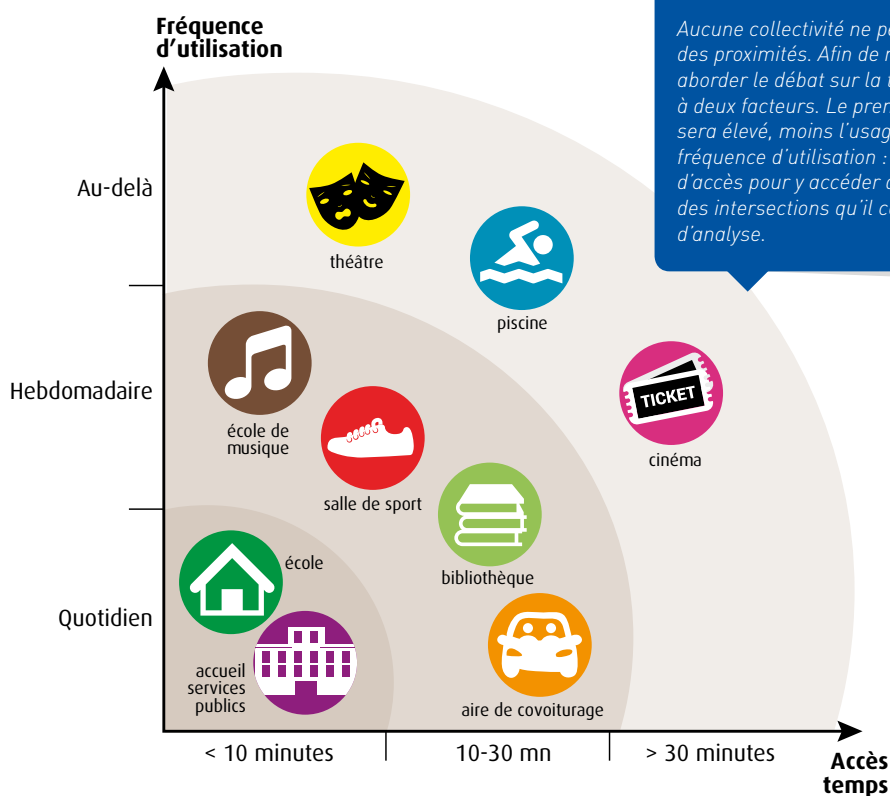 Fréquence
d'utilisation
Aucune collectivité ne
des proximités. Afin de
aborder le débat sur la
à deux facteurs. Le
sera élevé, moins
fréquence d'utilisation :
d'accès pour y accéder
des intersections qu'il
d'analyse.
Au-delà
théâtre
piscine
Hebdomadaire
école de
musique
TICKET
cinéma
salle de sport
bibliothèque
école
Quotidien
accueil
services
publics
aire de covoiturage
< 10 minutes
10-30 mn
> 30 minutes
Accès
temps